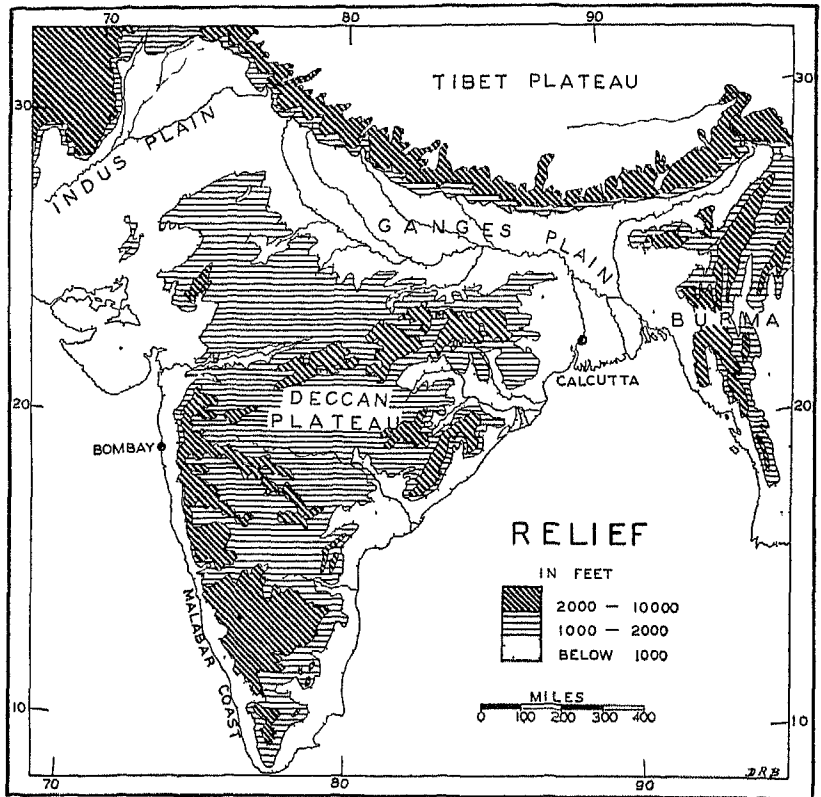 70 80 90
TIBET PLATEAU
30 30
INDUS PLAIN
GANGES PLAIN
BURMA
CALCUTTA
20 20
DECCAN
PLATEAU
BOMBAY
RELIEF
IN FEET
2000 — 10000
1000 — 2000
BELOW 1000
MALABAR COAST
MILES
0 100 200 300 400
10 10
DRB
70 80 90